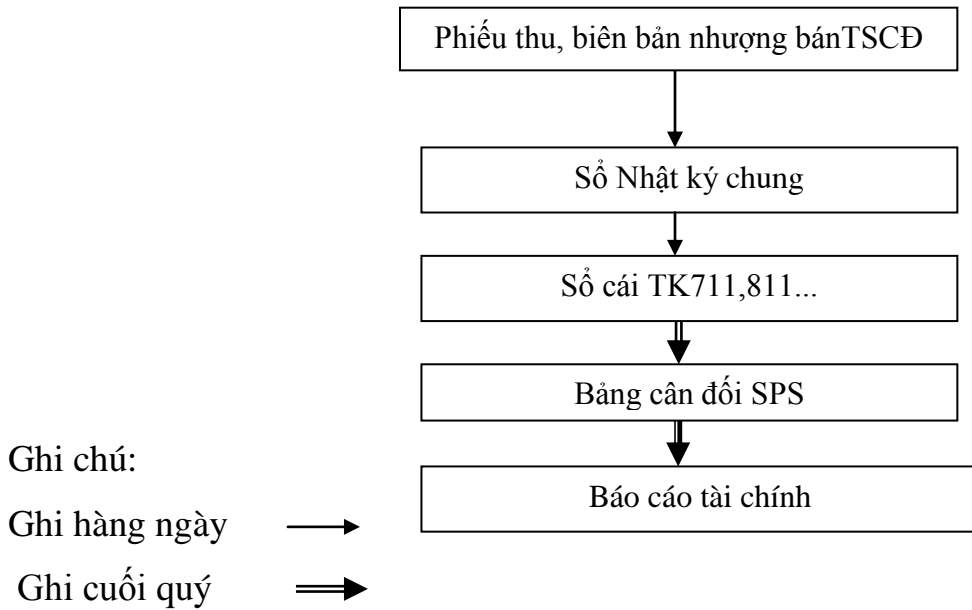 Phiếu thu, biên bản nhượng bánTSCĐ
Sổ Nhật ký chung
Sổ cái TK711,811...
Bảng cân đối SPS
Báo cáo tài chính
Ghi chú:
Ghi hàng ngày
Ghi cuối quý